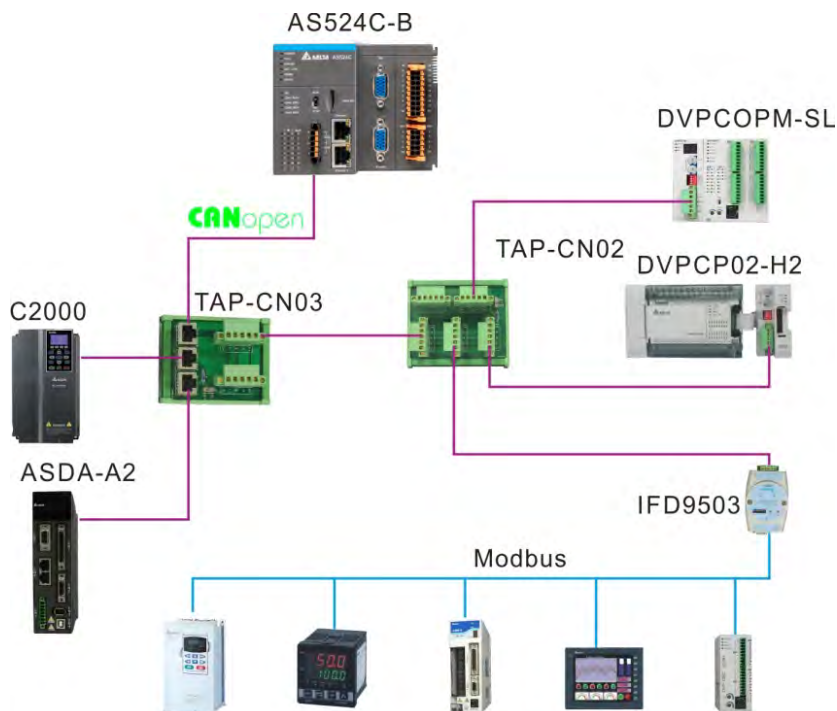 AS524C-B
DVPCOPM-SL
CANopen
TAP-CN02
DVPCP02-H2
C2000
TAP-CN03
ASDA-A2
IFD9503
Modbus
50.0
100.0